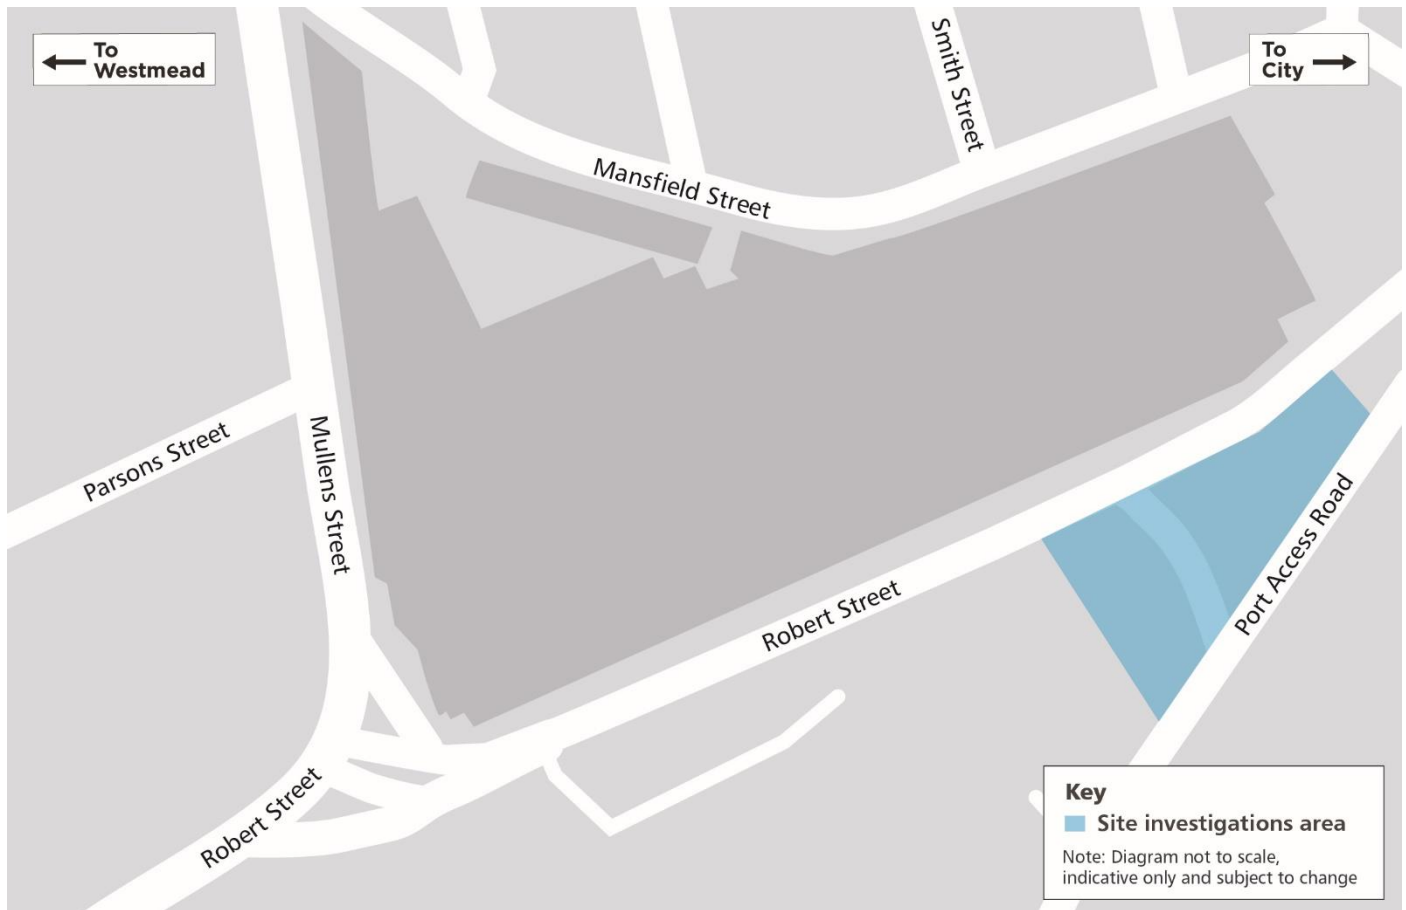 To
Westmead
Smith Street
To
City
Mansfield Street
Parsons Street
Mullens Street
Port Access Road
Robert Street
Robert Street
Key
Site investigations area
Note: Diagram not to scale,
indicative only and subject to change